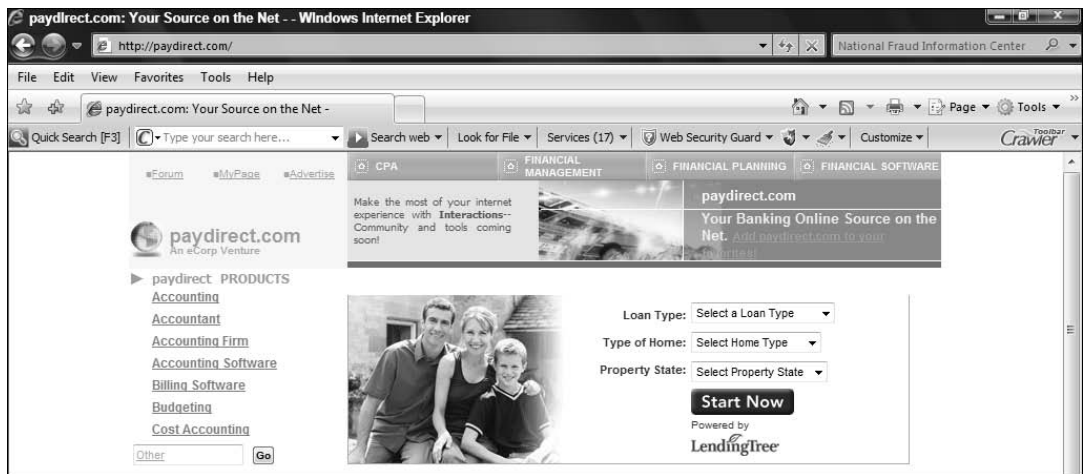 paydirect.com: Your Source on the Net - - Windows Internet Explorer
http://paydirect.com/
National Fraud Information Center
File Edit View Favorites Tools Help
paydirect.com: Your Source on the Net -
Page Tools
Quick Search [F3] Type your search here... Search web Look for File Services (17) Web Security Guard Customize Crawler Toolbar
Forum MyPage Advertise
CPA FINANCIAL MANAGEMENT FINANCIAL PLANNING FINANCIAL SOFTWARE
Make the most of your internet
experience with Interactions--
Community and tools coming
soon!
paydirect.com
Your Banking Online Source on the
Net. Add paydirect.com to your
favorites!
paydirect.com
An eCorp Venture
paydirect PRODUCTS
Accounting
Accountant
Accounting Firm
Accounting Software
Billing Software
Budgeting
Cost Accounting
Other Go
Loan Type: Select a Loan Type
Type of Home: Select Home Type
Property State: Select Property State
Start Now
Powered by
LendingTree